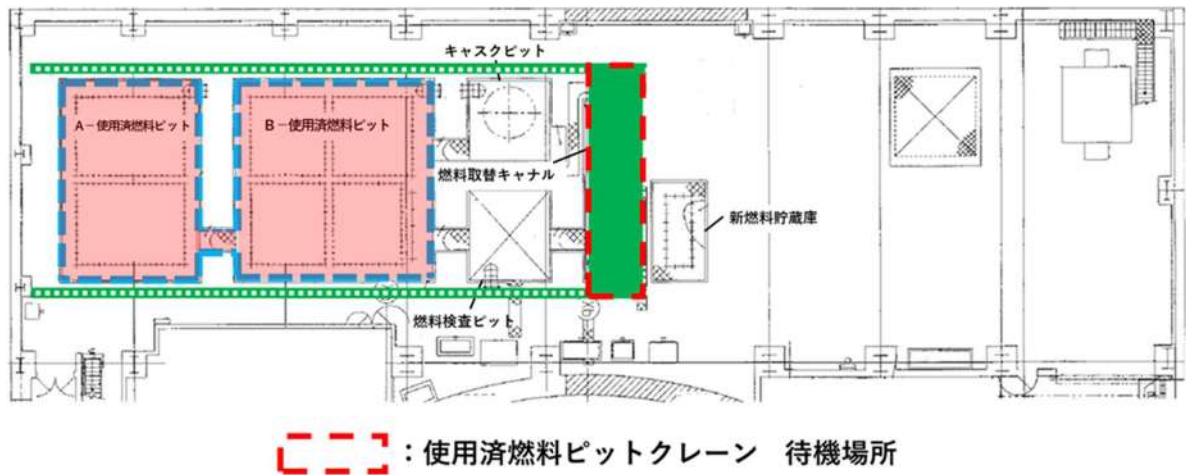 キャスクピット
A－使用済燃料ピット
B－使用済燃料ピット
燃料取替キャナル
新燃料貯蔵庫
燃料検査ピット
：使用済燃料ピットクレーン　待機場所